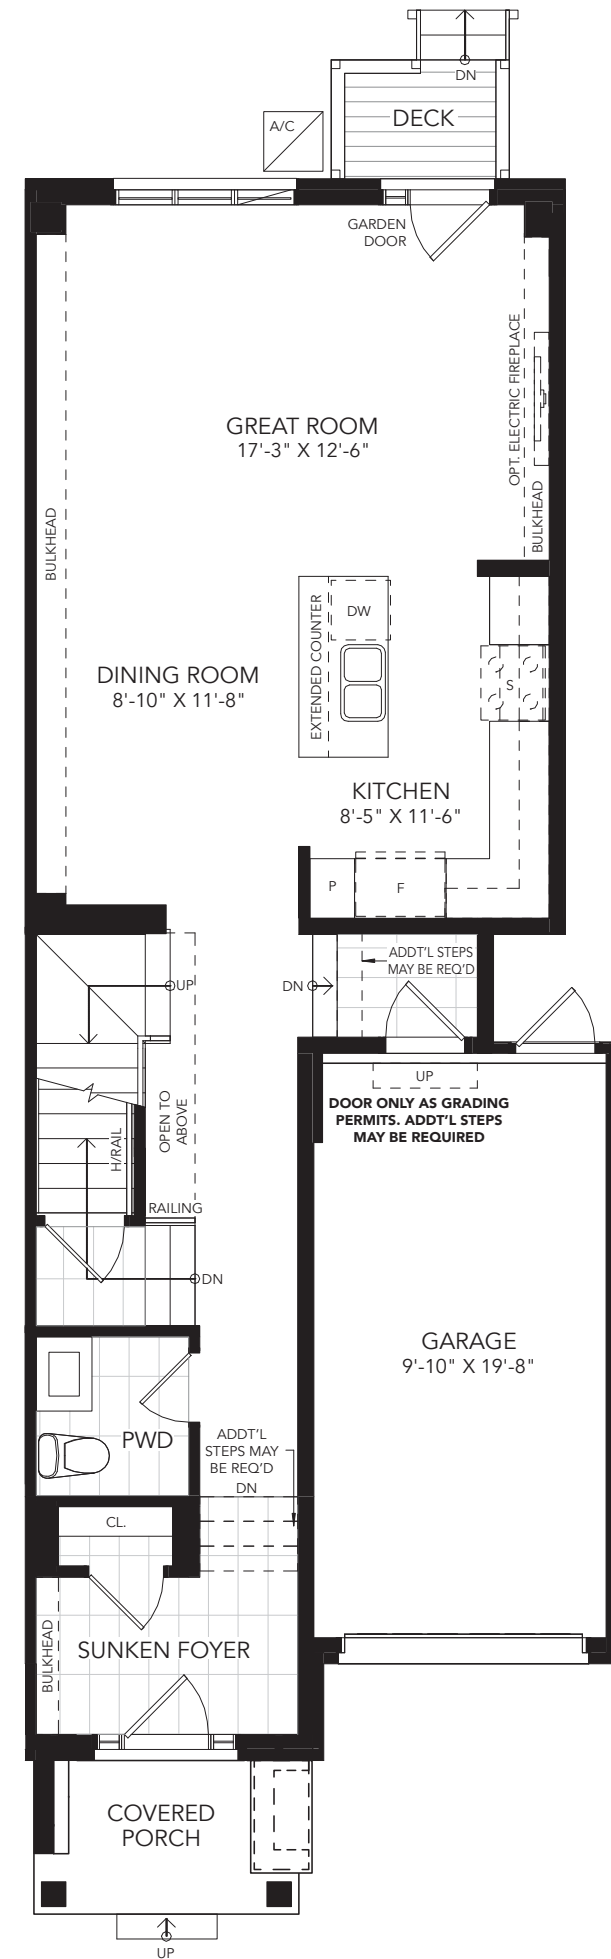 DN
DECK
A/C
GARDEN
DOOR
OPT. ELECTRIC FIREPLACE
GREAT ROOM
17'-3" X 12'-6"
BULKHEAD
BULKHEAD
EXTENDED COUNTER
DW
DINING ROOM
8'-10" X 11'-8"
S
KITCHEN
8'-5" X 11'-6"
P
F
ADDT'L STEPS
MAY BE REQ'D
UP
DN
UP
DOOR ONLY AS GRADING
PERMITS. ADDT'L STEPS
MAY BE REQUIRED
OPEN TO
ABOVE
H/RAIL
RAILING
DN
GARAGE
9'-10" X 19'-8"
PWD
ADDT'L
STEPS MAY
BE REQ'D
DN
CL.
BULKHEAD
SUNKEN FOYER
COVERED
PORCH
UP